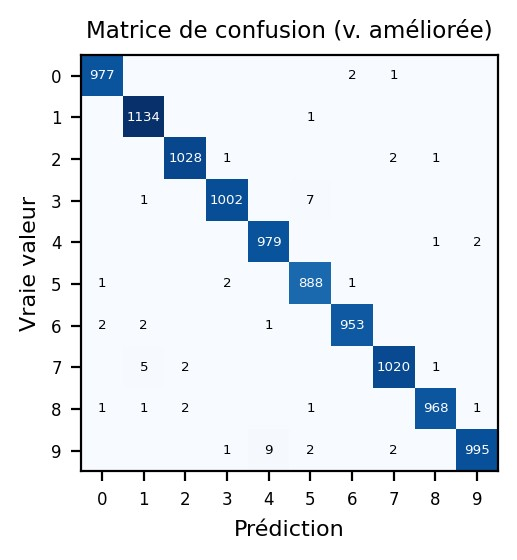 Matrice de confusion (v. améliorée)
0 977 2 1
1 1134 1
2 1028 1 2 1
3 1 1002 7
4 979 1 2
5 1 2 888 1
6 2 2 1 953
7 5 2 1020 1
8 1 1 2 1 968 1
9 1 9 2 2 995
0 1 2 3 4 5 6 7 8 9
Prédiction
Vraie valeur